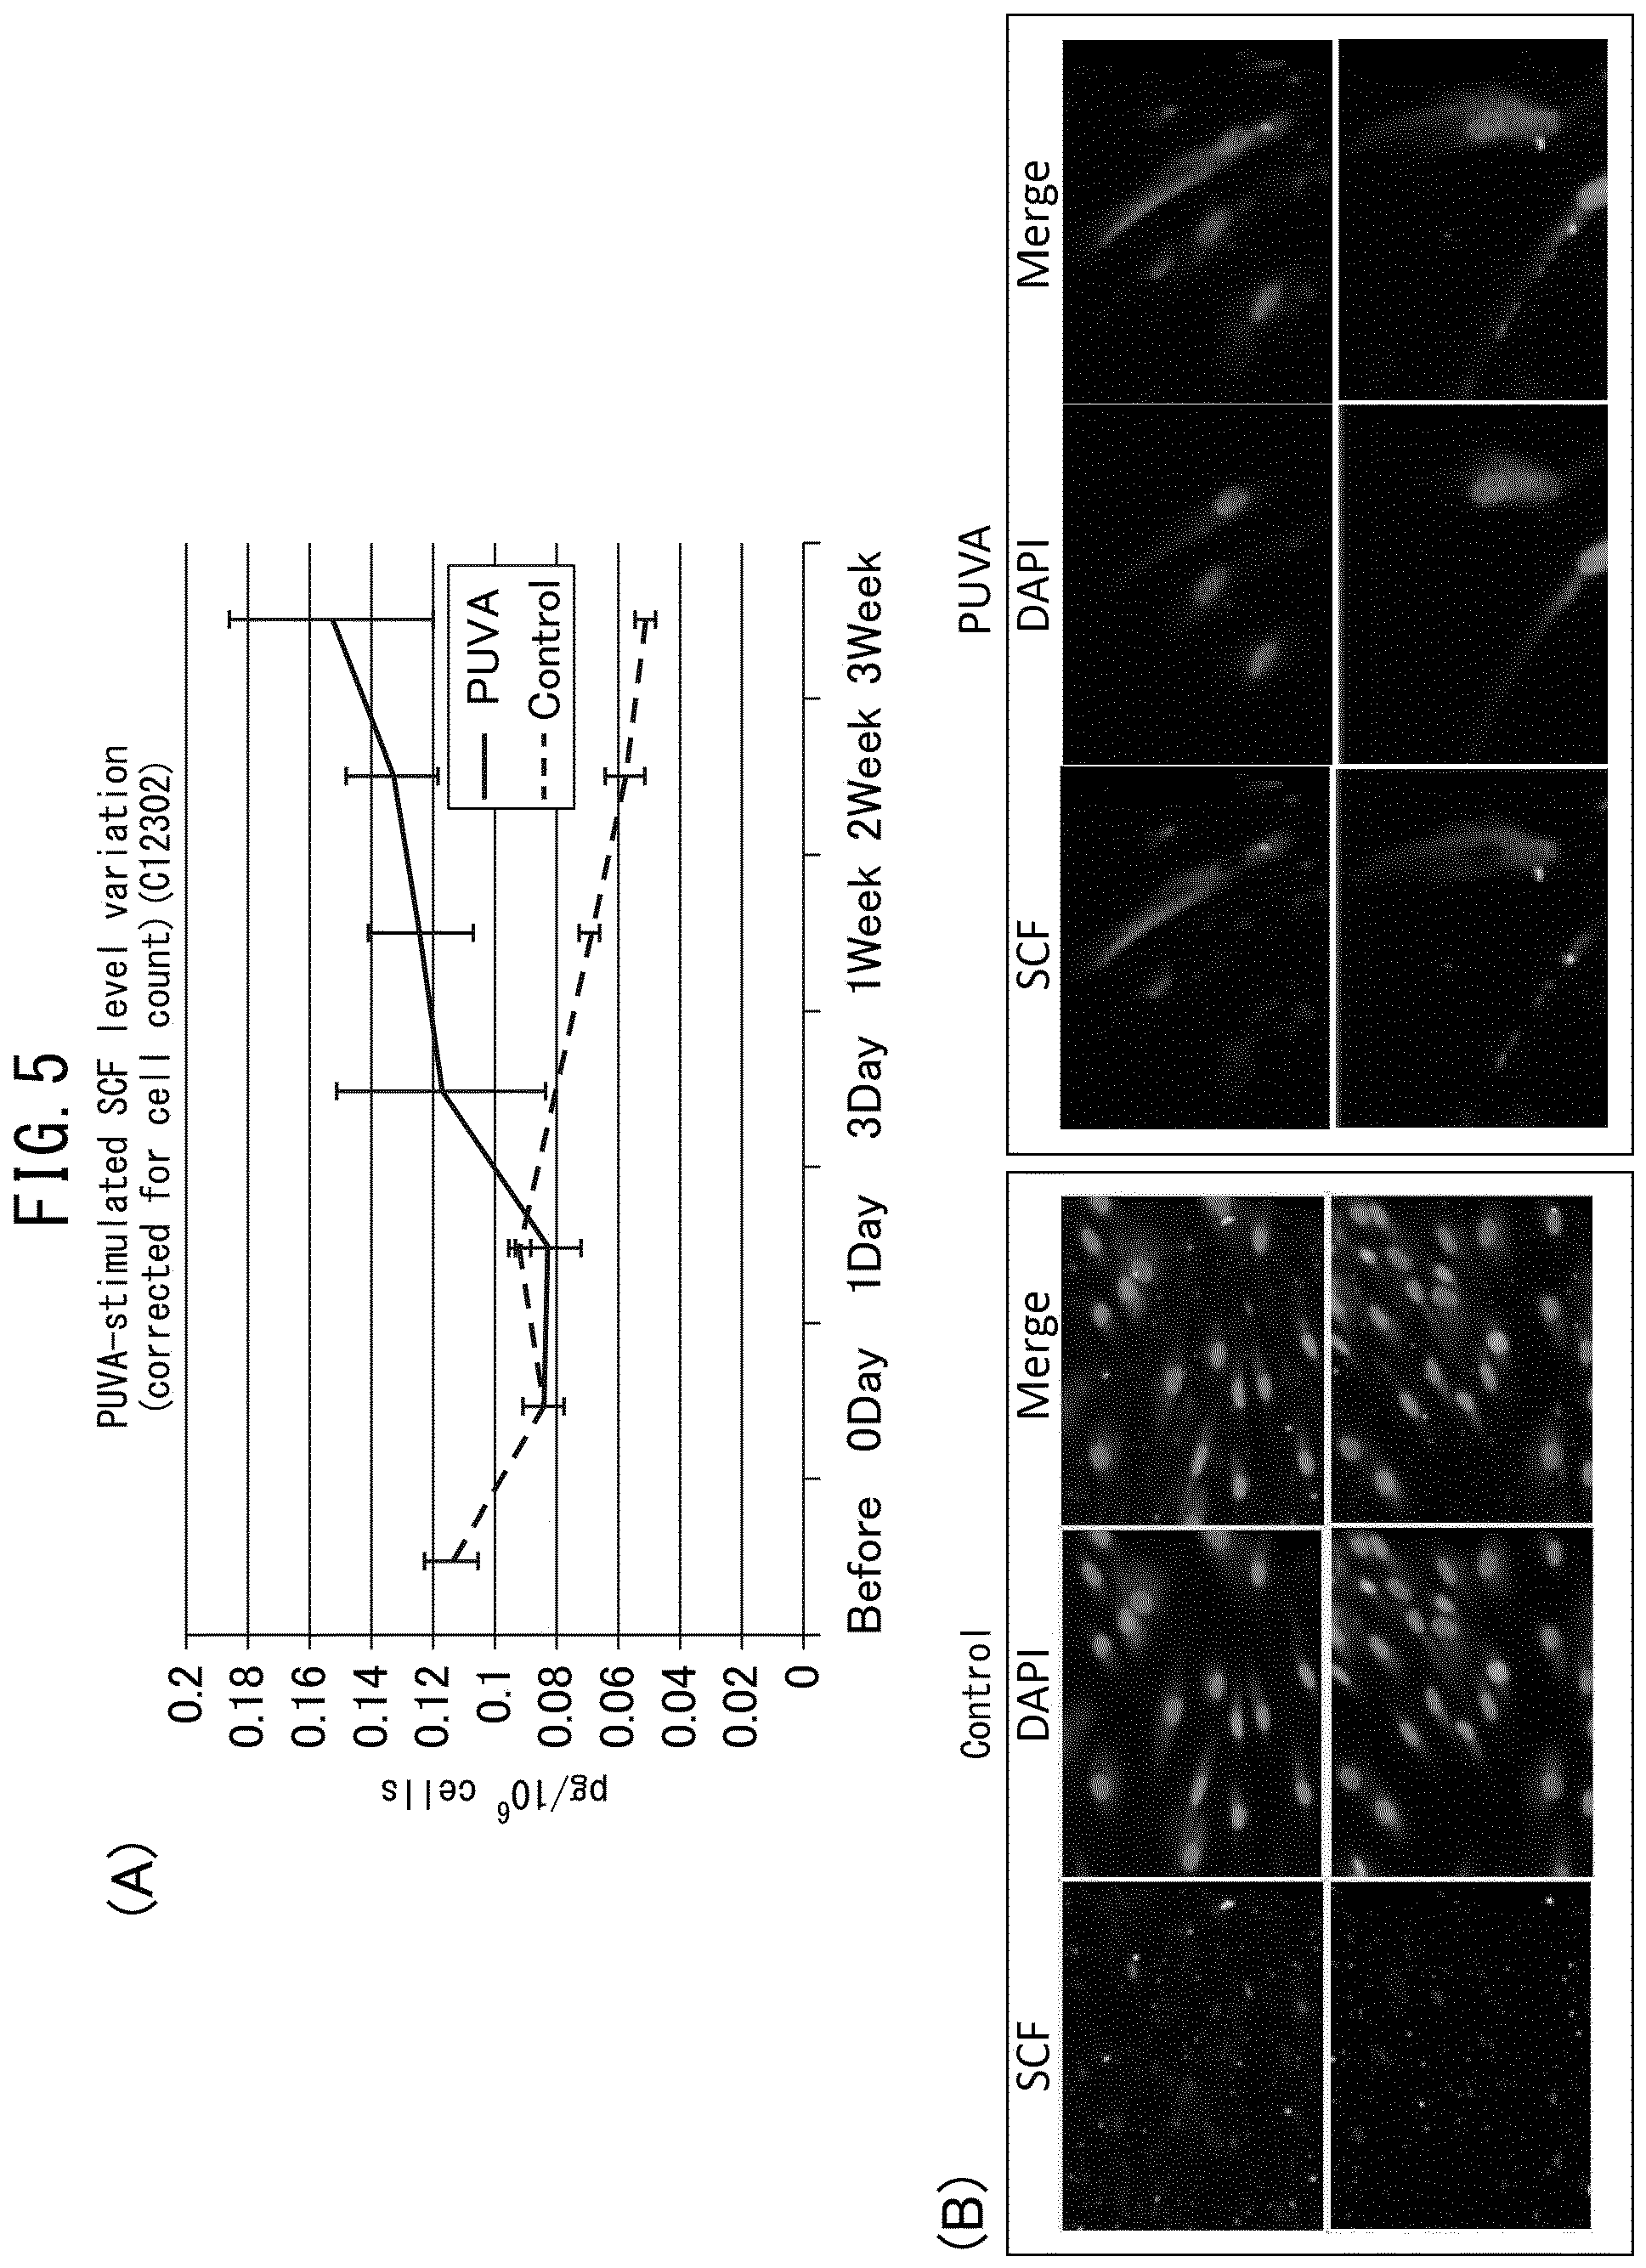 FIG. 5
(A)
PUVA-stimulated SCF level variation
(corrected for cell count) (C12302)
pg/10⁶ cells
0.2
0.18
0.16
0.14
0.12
0.1
0.08
0.06
0.04
0.02
0
PUVA
Control
Before 0Day 1Day 3Day 1Week 2Week 3Week
(B)
Control
SCF DAPI Merge
PUVA
SCF DAPI Merge